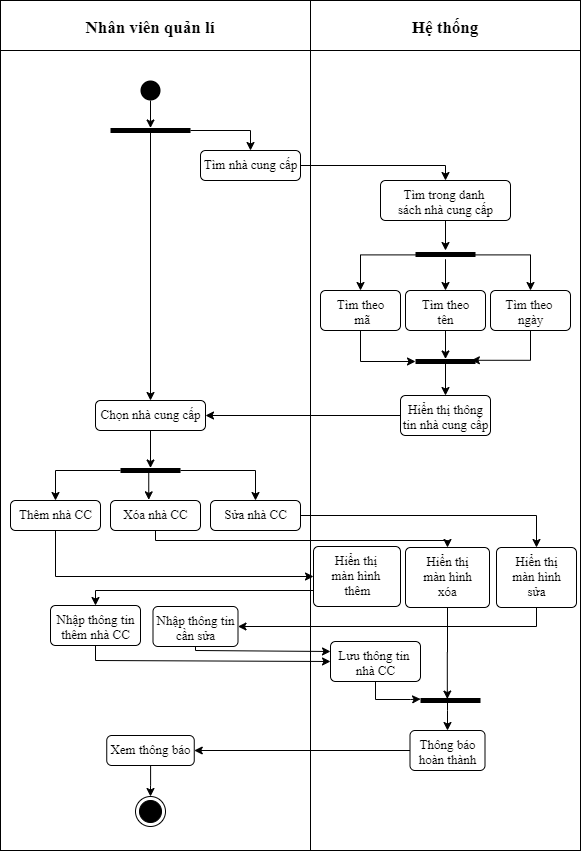 Nhân viên quản lí
Hệ thống
Tìm nhà cung cấp
Tìm trong danh
sách nhà cung cấp
Tìm theo
mã
Tìm theo
tên
Tìm theo
ngày
Chọn nhà cung cấp
Hiển thị thông
tin nhà cung cấp
Thêm nhà CC
Xóa nhà CC
Sửa nhà CC
Hiển thị
màn hình
thêm
Hiển thị
màn hình
xóa
Hiển thị
màn hình
sửa
Nhập thông tin
thêm nhà CC
Nhập thông tin
cần sửa
Lưu thông tin
nhà CC
Xem thông báo
Thông báo
hoàn thành